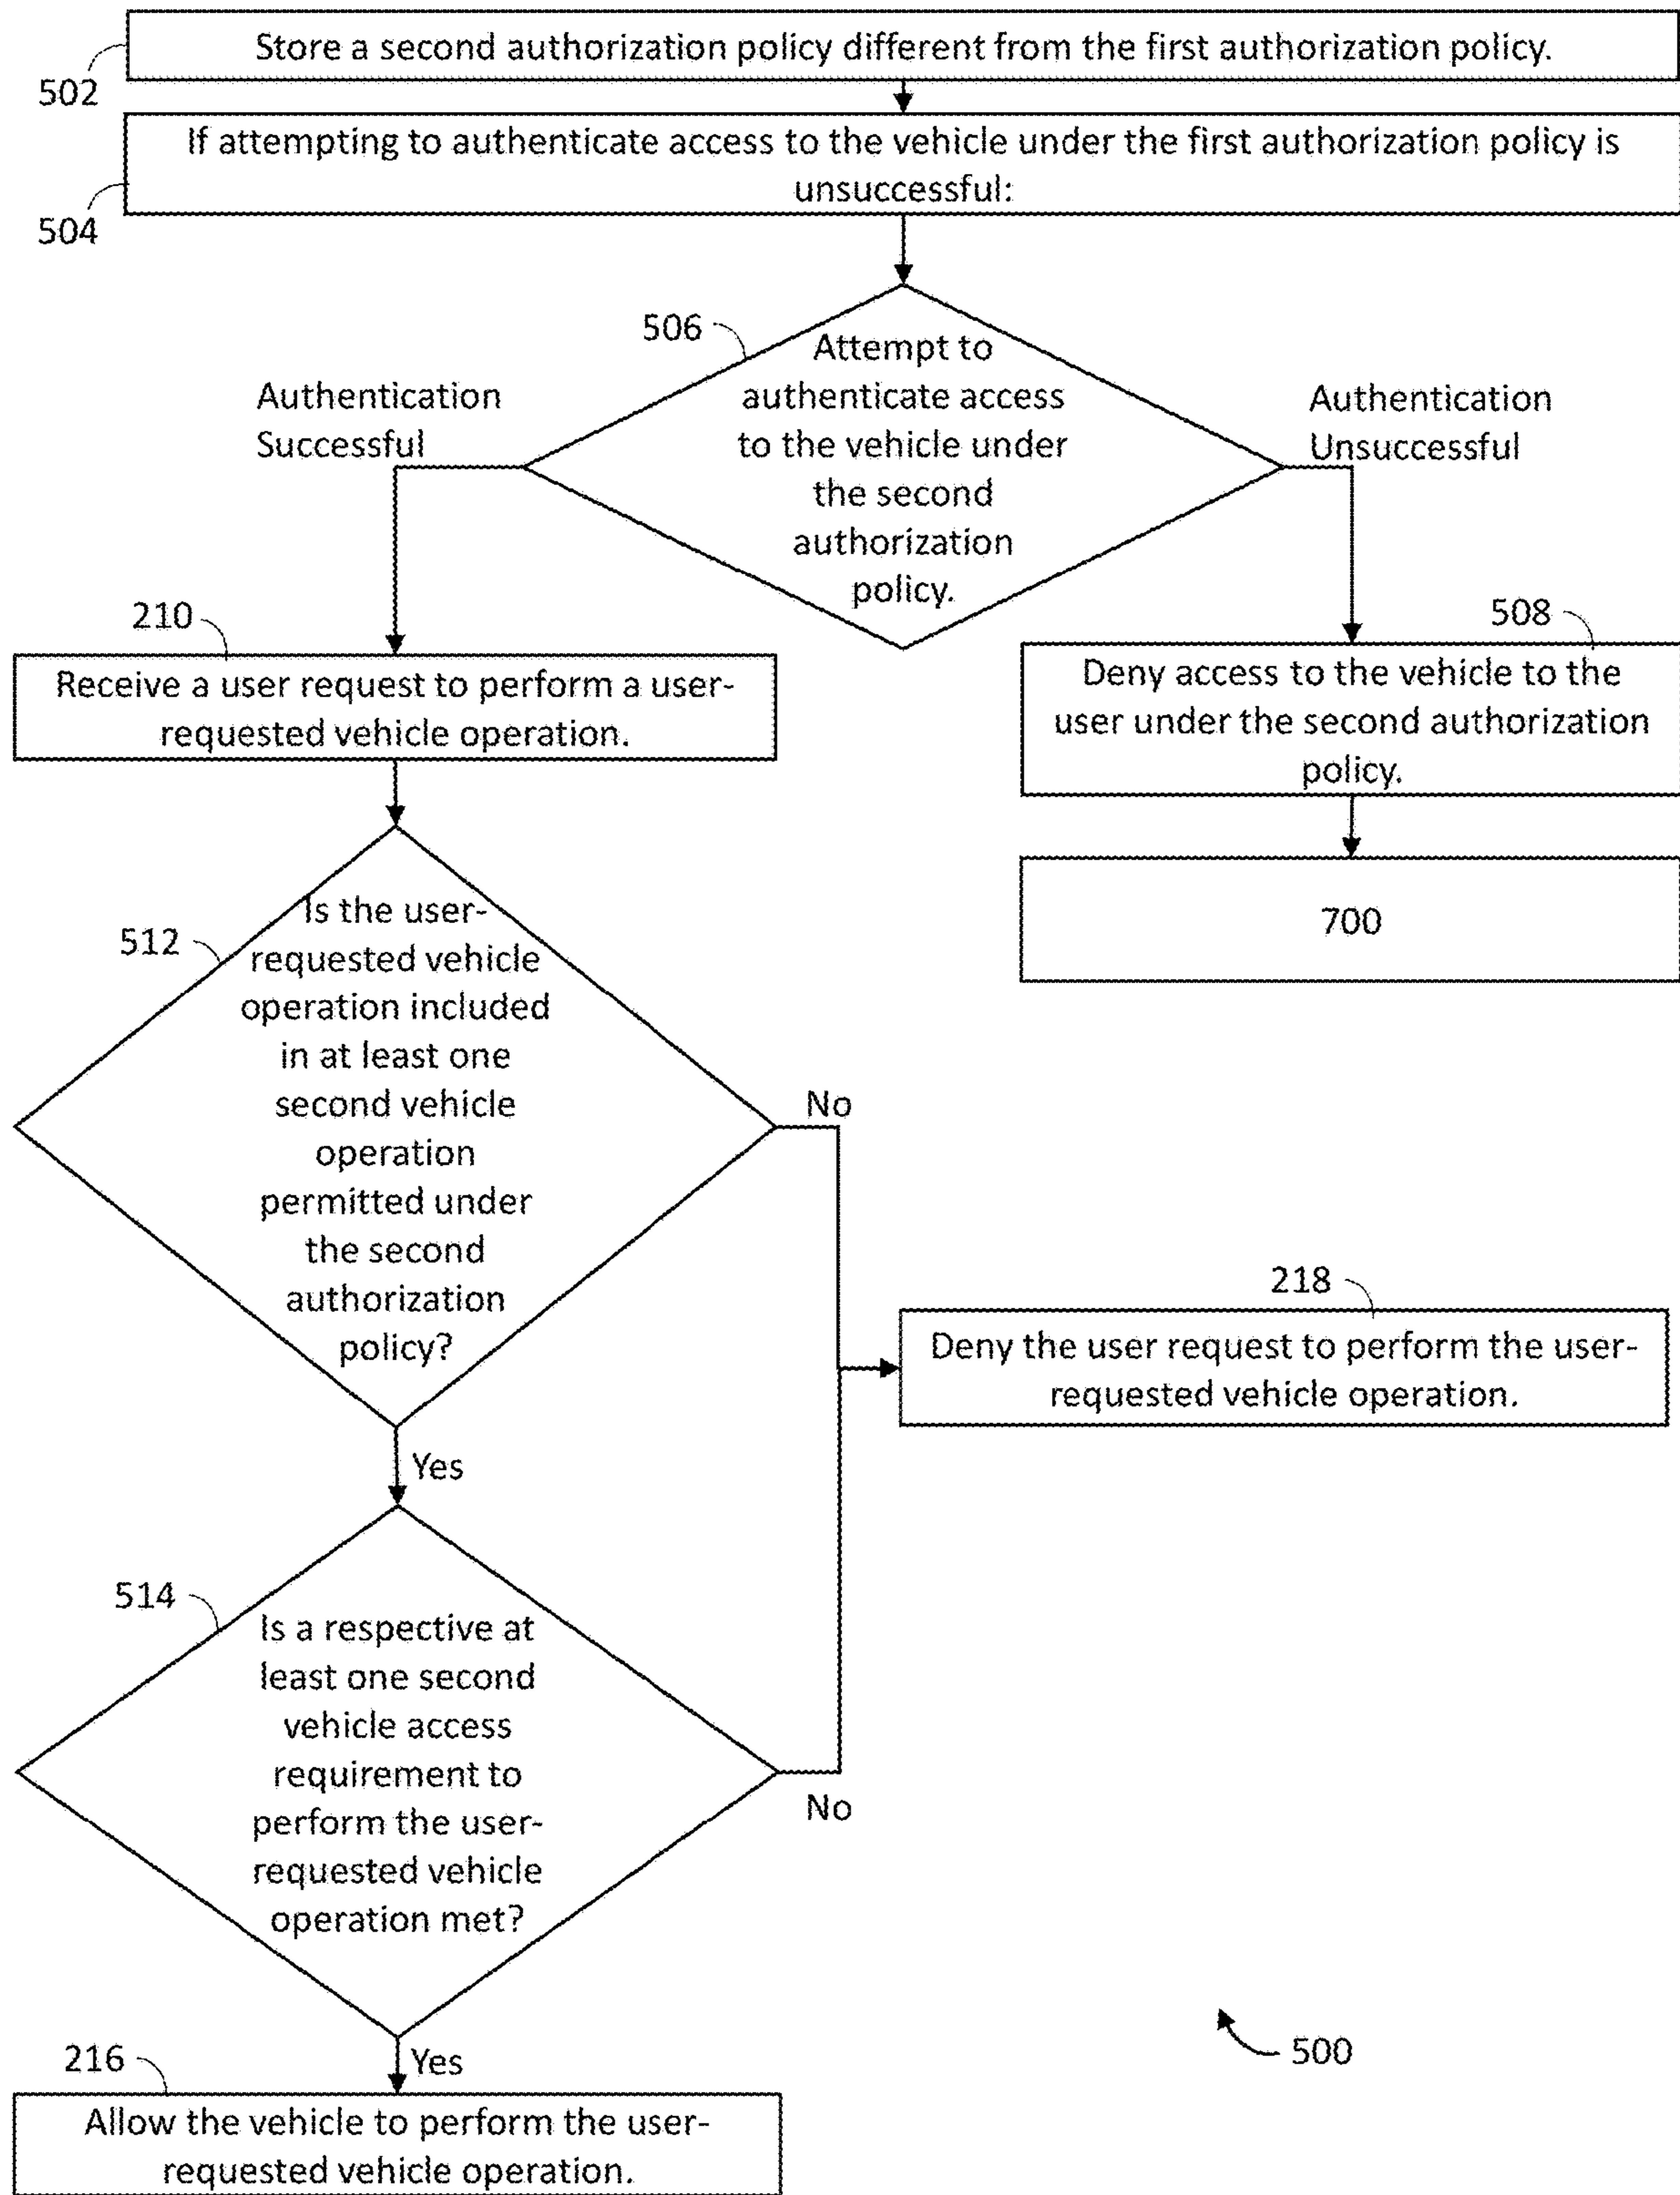 Store a second authorization policy different from the first authorization policy.
502
If attempting to authenticate access to the vehicle under the first authorization policy is
unsuccessful:
504
506
Attempt to
authenticate access
to the vehicle under
the second
authorization
policy.
Authentication
Successful
Authentication
Unsuccessful
210
Receive a user request to perform a user-
requested vehicle operation.
508
Deny access to the vehicle to the
user under the second authorization
policy.
700
512
Is the user-
requested vehicle
operation included
in at least one
second vehicle
operation
permitted under
the second
authorization
policy?
No
218
Deny the user request to perform the user-
requested vehicle operation.
Yes
514
Is a respective at
least one second
vehicle access
requirement to
perform the user-
requested vehicle
operation met?
No
Yes
216
Allow the vehicle to perform the user-
requested vehicle operation.
500